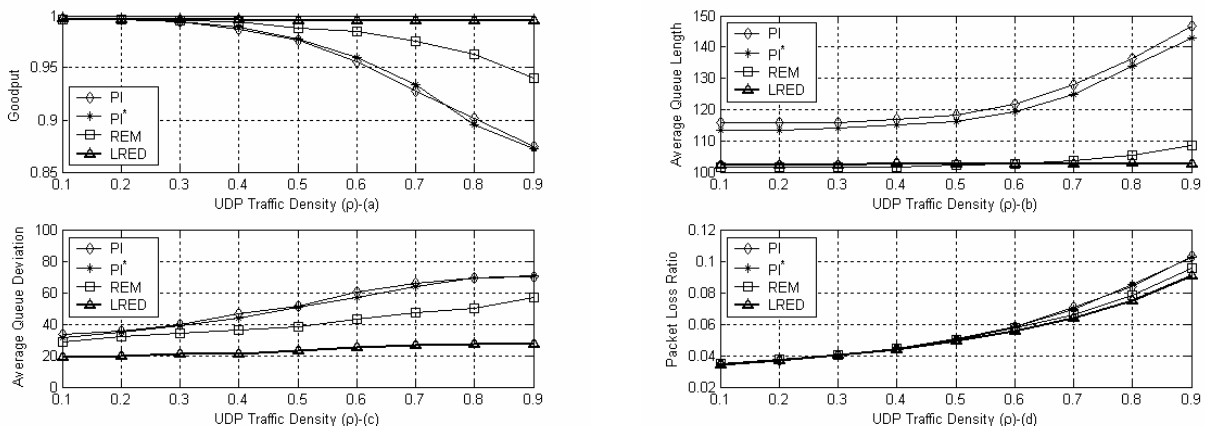 1
0.95
0.9
0.85
Goodput
PI
PI*
REM
LRED
0.1 0.2 0.3 0.4 0.5 0.6 0.7 0.8 0.9
UDP Traffic Density (ρ)-(a)
150
140
130
120
110
100
Average Queue Length
PI
PI*
REM
LRED
0.1 0.2 0.3 0.4 0.5 0.6 0.7 0.8 0.9
UDP Traffic Density (ρ)-(b)
100
80
60
40
20
0
Average Queue Deviation
PI
PI*
REM
LRED
0.1 0.2 0.3 0.4 0.5 0.6 0.7 0.8 0.9
UDP Traffic Density (ρ)-(c)
0.12
0.1
0.08
0.06
0.04
0.02
Packet Loss Ratio
PI
PI*
REM
LRED
0.1 0.2 0.3 0.4 0.5 0.6 0.7 0.8 0.9
UDP Traffic Density (ρ)-(d)